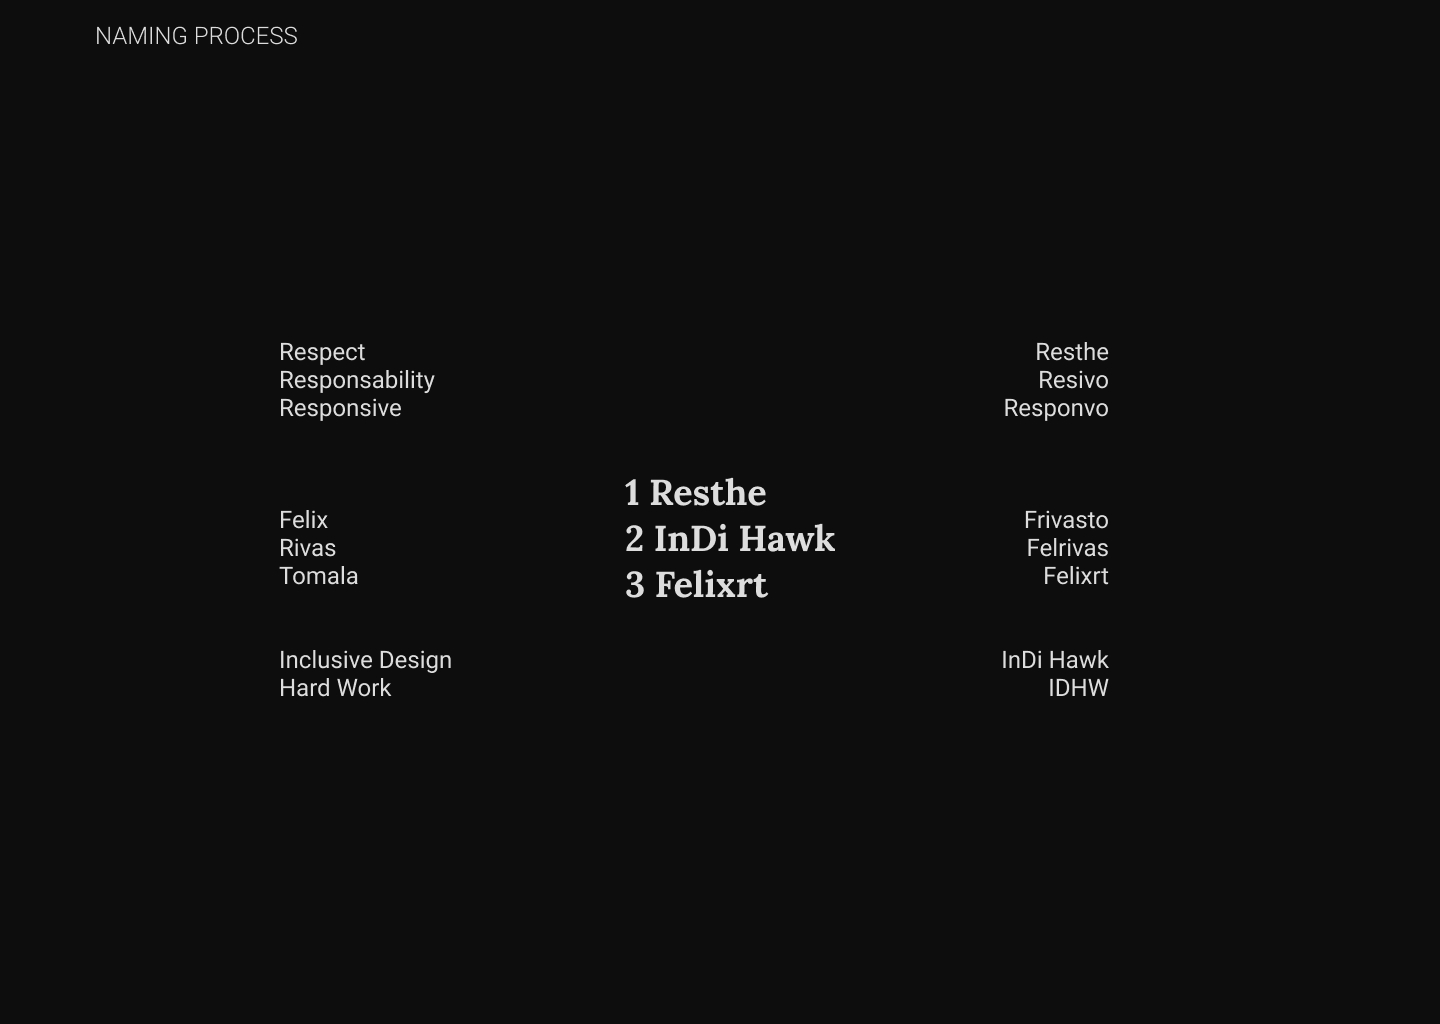 NAMING PROCESS
Respect
Responsability
Responsive
Felix
Rivas
Tomala
Inclusive Design
Hard Work
1 Resthe
2 InDi Hawk
3 Felixrt
Resthe
Resivo
Responvo
Frivasto
Felrivas
Felixrt
InDi Hawk
IDHW